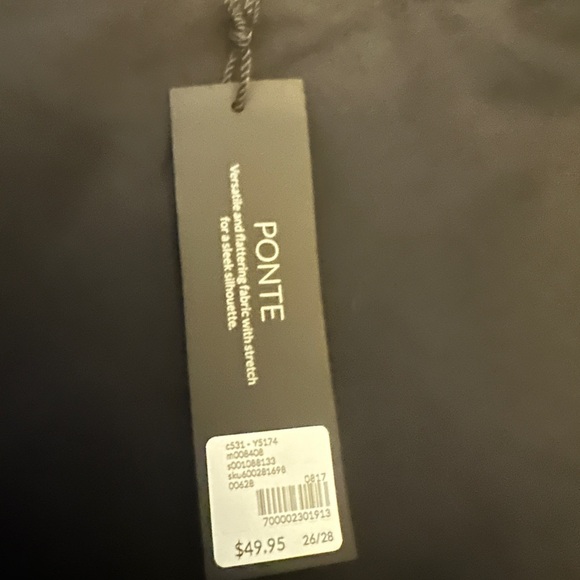 PONTE
Versatile and flattering fabric with stretch
for a sleek silhouette.
c531 - YS174
m008408
s001088133
sku600281698
00628 0817
700002301913
$49.95 26/28